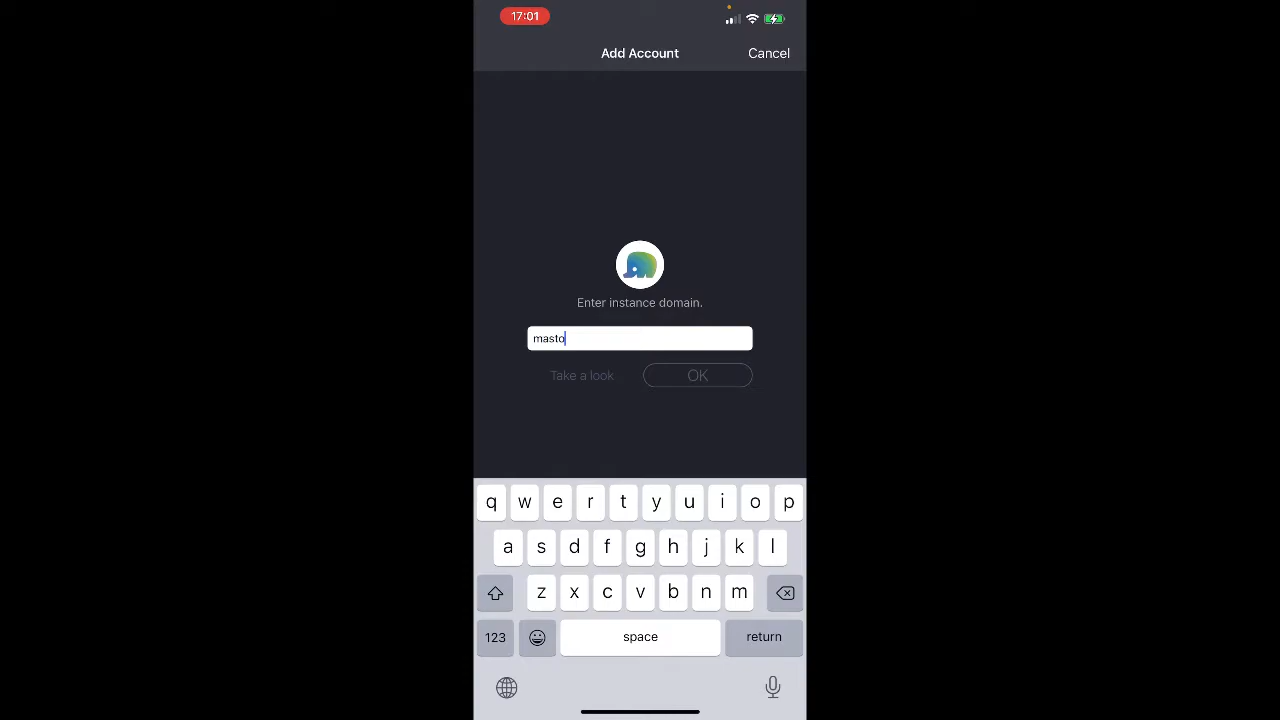 17:01
Add Account
Cancel
Enter instance domain.
masto
Take a look
OK
q w e r t y u i o p
a s d f g h j k l
z x c v b n m
123
space
return